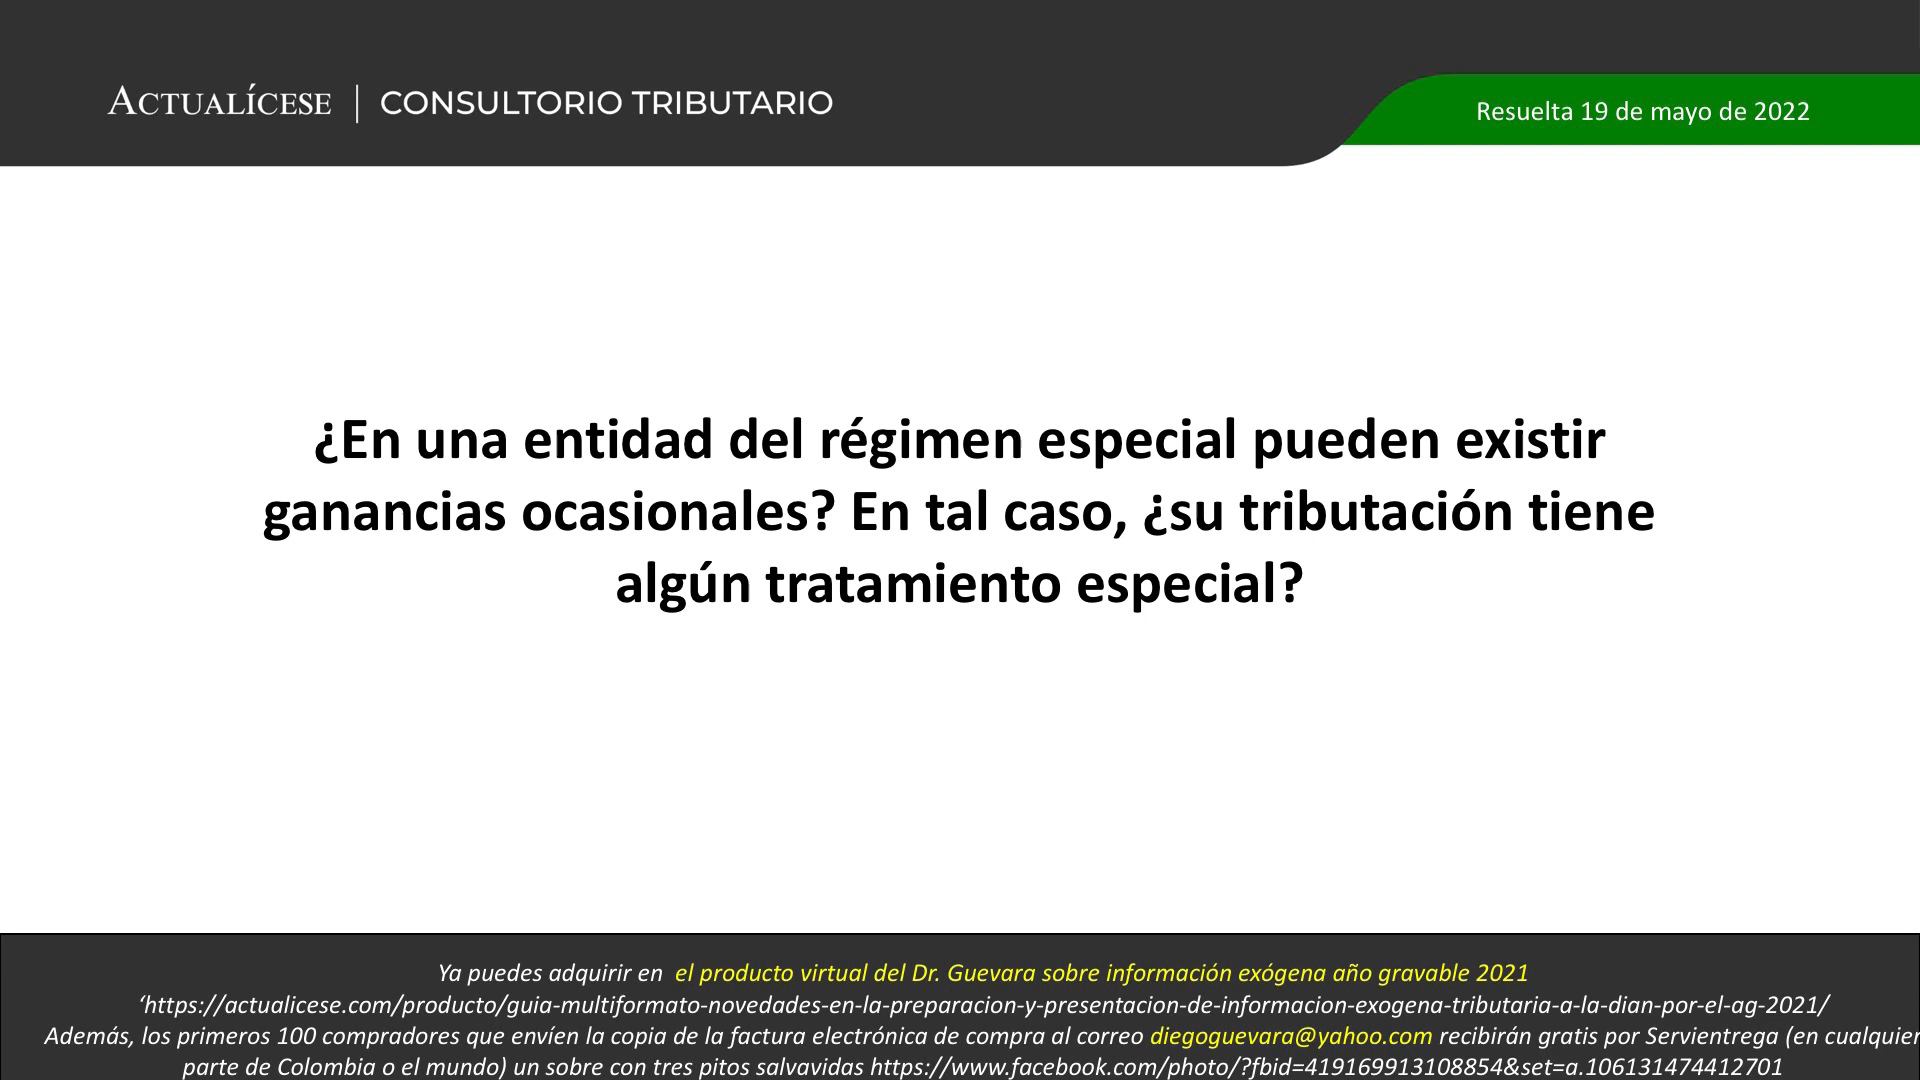 ACTUALÍCESE | CONSULTORIO TRIBUTARIO
Resuelta 19 de mayo de 2022
¿En una entidad del régimen especial pueden existir
ganancias ocasionales? En tal caso, ¿su tributación tiene
algún tratamiento especial?
Ya puedes adquirir en el producto virtual del Dr. Guevara sobre información exógena año gravable 2021
‘https://actualicese.com/producto/guia-multiformato-novedades-en-la-preparacion-y-presentacion-de-informacion-exogena-tributaria-a-la-dian-por-el-ag-2021/
Además, los primeros 100 compradores que envíen la copia de la factura electrónica de compra al correo diegoguevara@yahoo.com recibirán gratis por Servientrega (en cualquier
parte de Colombia o el mundo) un sobre con tres pitos salvavidas https://www.facebook.com/photo/?fbid=4191699131088​54&set=a.106131474412701